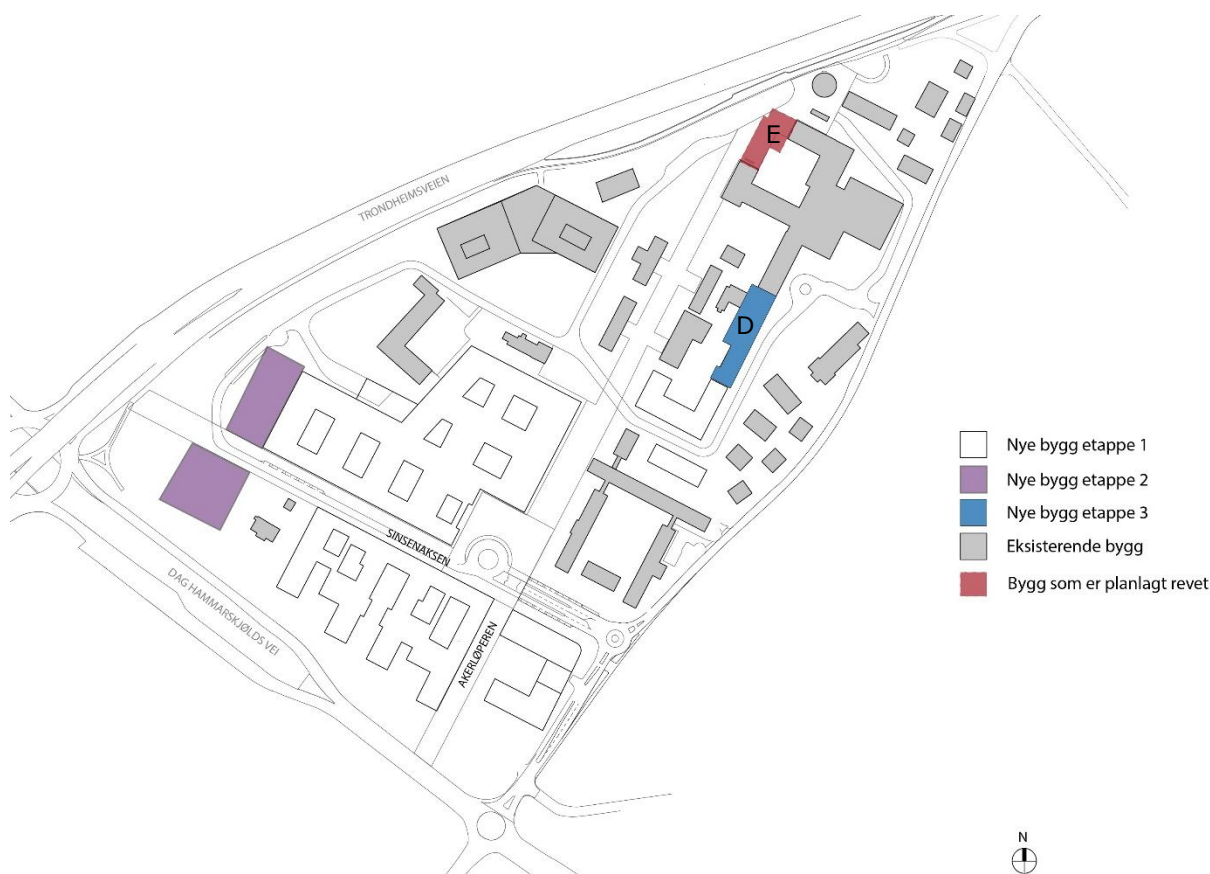 E
TRONDHEIMSVEIEN
D
Nye bygg etappe 1
Nye bygg etappe 2
Nye bygg etappe 3
Eksisterende bygg
Bygg som er planlagt revet
SINSENAKSEN
DAG HAMMARSKJØLDS VEI
AKERLØPEREN
N